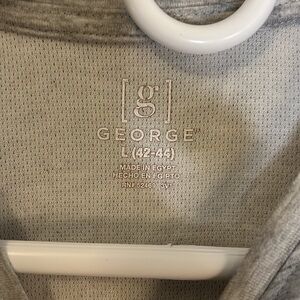 [g]
GEORGE
L (42-44)
MADE IN EGYPT
HECHO EN EGIPTO